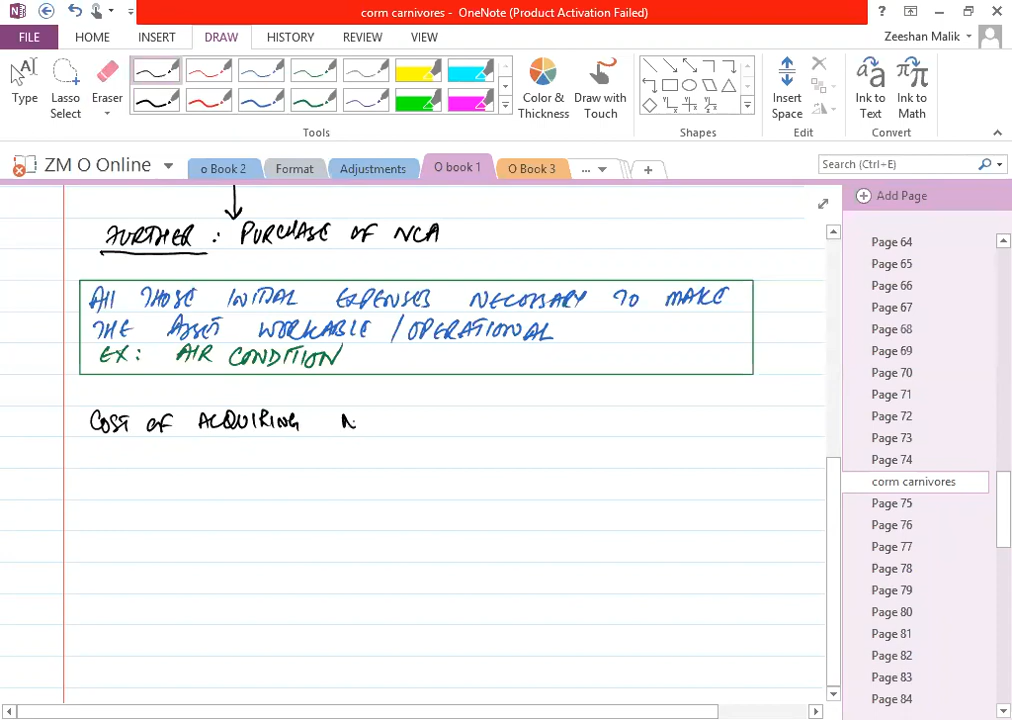 corm carnivores - OneNote (Product Activation Failed)
FILE HOME INSERT DRAW HISTORY REVIEW VIEW
Zeeshan Malik
Type
Lasso Select
Eraser
Color & Thickness
Draw with Touch
Insert Space
Ink to Text
Ink to Math
Tools
Shapes
Edit
Convert
ZM O Online
o Book 2
Format
Adjustments
O book 1
O Book 3
...
Search (Ctrl+E)
FURTHER : PURCHASE OF NCA
All THOSE INITIAL EXPENSES NECESSARY TO MAKE
THE ASSET WORKABLE / OPERATIONAL
EX: AIR CONDITION
COST OF ACQUIRING N
Add Page
Page 64
Page 65
Page 66
Page 67
Page 68
Page 69
Page 70
Page 71
Page 72
Page 73
Page 74
corm carnivores
Page 75
Page 76
Page 77
Page 78
Page 79
Page 80
Page 81
Page 82
Page 83
Page 84